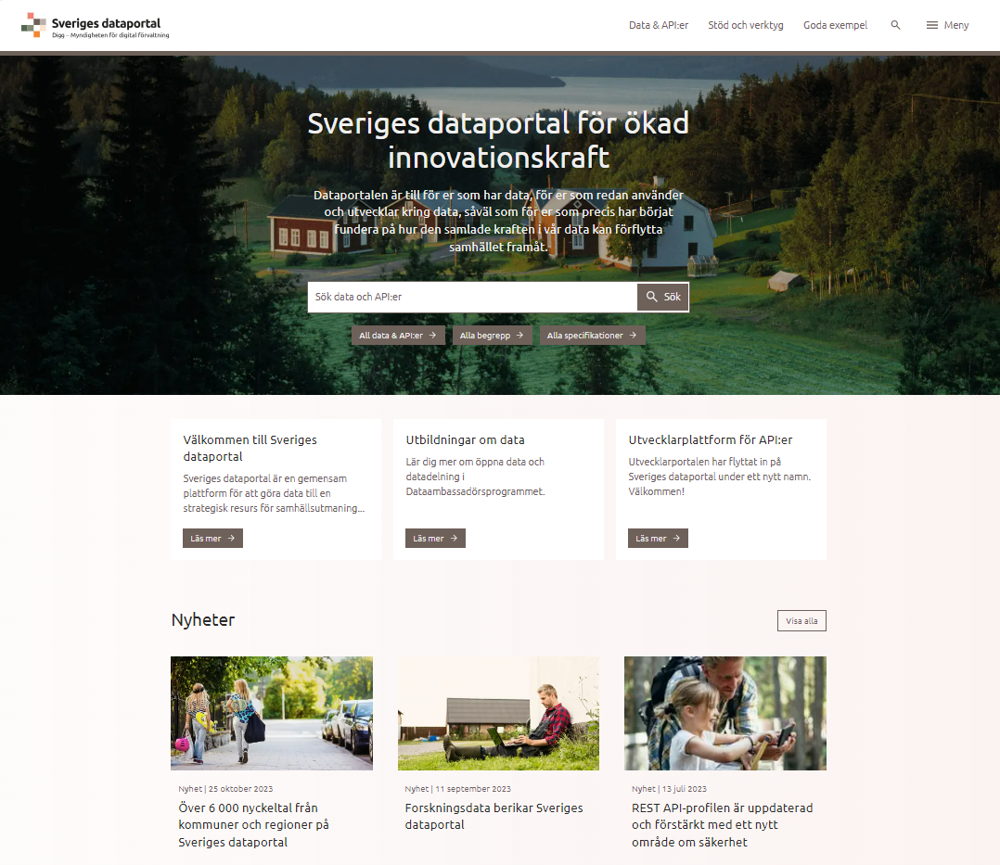 Sveriges dataportal
Digg – Myndigheten för digital förvaltning
Data & API:er
Stöd och verktyg
Goda exempel
Meny
Sveriges dataportal för ökad
innovationskraft
Dataportalen är till för er som har data, för er som redan använder
och utvecklar kring data, såväl som för er som precis har börjat
fundera på hur den samlade kraften i vår data kan förflytta
samhället framåt.
Sök data och API:er
Sök
All data & API:er
Alla begrepp
Alla specifikationer
Välkommen till Sveriges
dataportal
Sveriges dataportal är en gemensam
plattform för att göra data till en
strategisk resurs för samhällsutmaning...
Läs mer
Utbildningar om data
Lär dig mer om öppna data och
datadelning i
Dataambassadörsprogrammet.
Läs mer
Utvecklarplattform för API:er
Utvecklarportalen har flyttat in på
Sveriges dataportal under ett nytt namn.
Välkommen!
Läs mer
Nyheter
Visa alla
Nyhet | 25 oktober 2023
Över 6 000 nyckeltal från
kommuner och regioner på
Sveriges dataportal
Nyhet | 11 september 2023
Forskningsdata berikar Sveriges
dataportal
Nyhet | 13 juli 2023
REST API-profilen är uppdaterad
och förstärkt med ett nytt
område om säkerhet